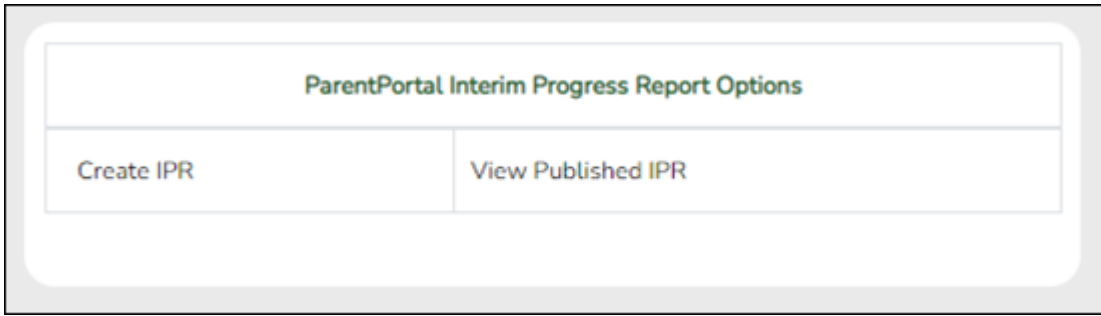 ParentPortal Interim Progress Report Options
Create IPR View Published IPR